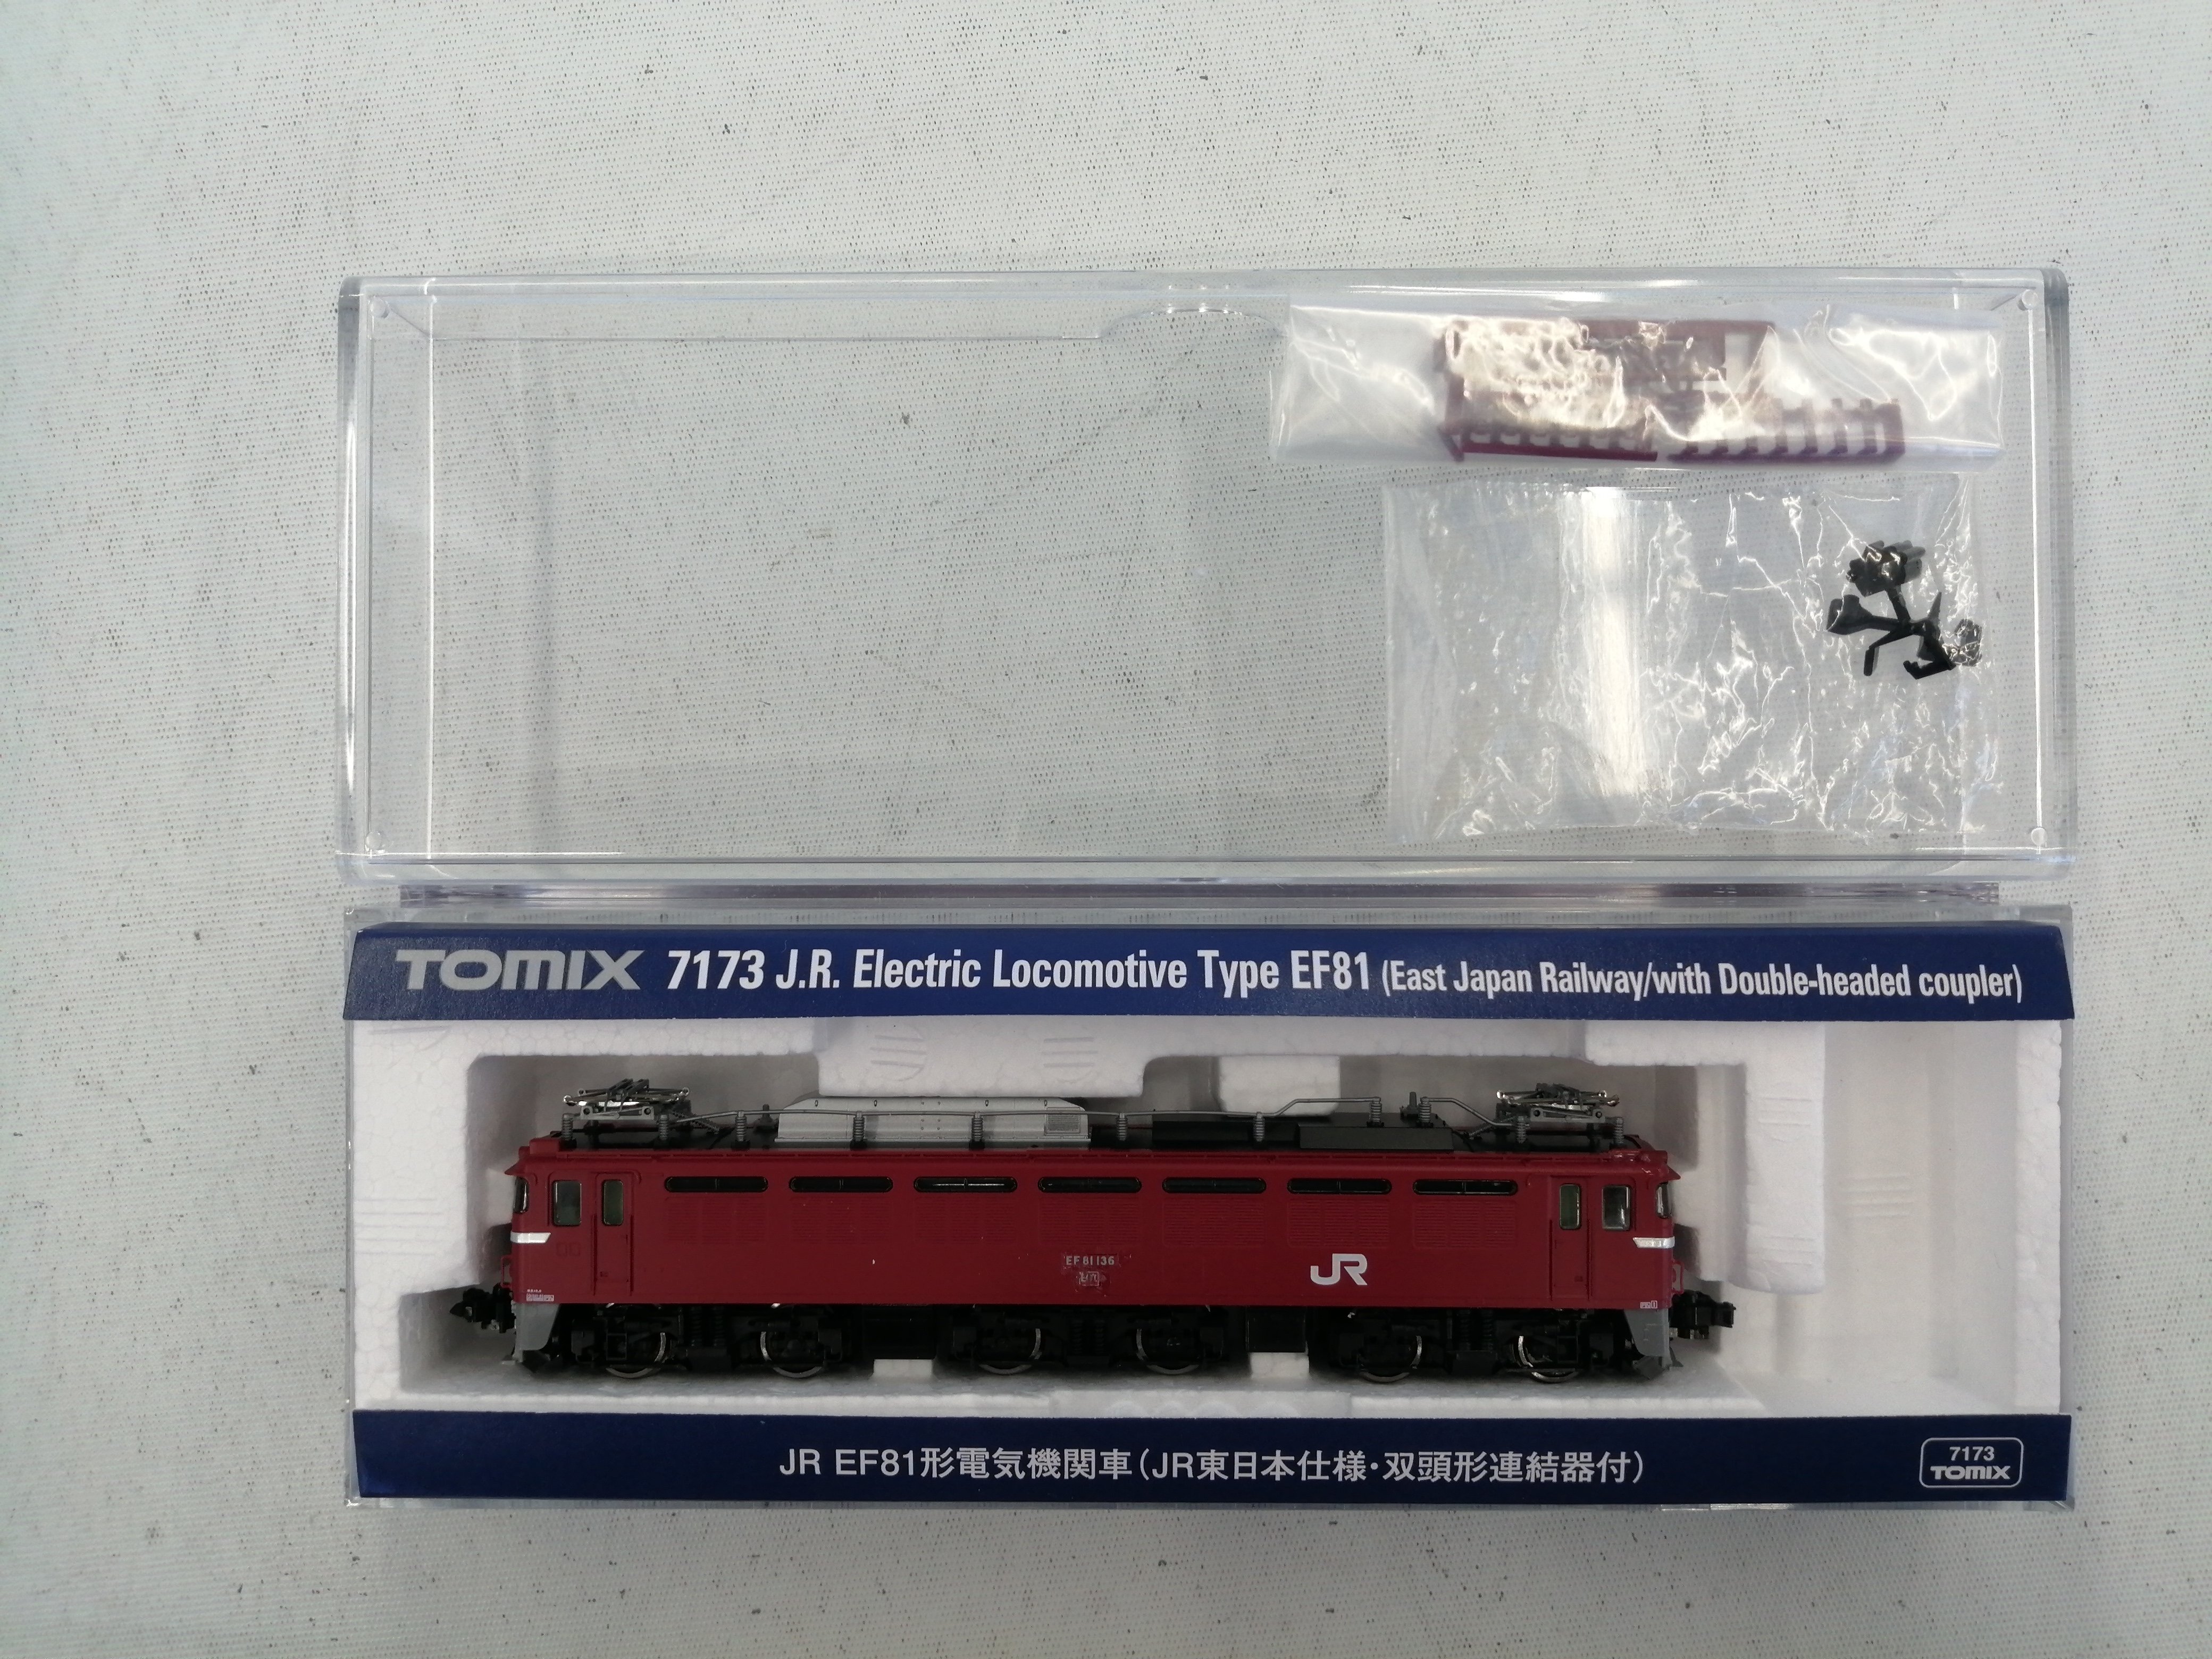 TOMIX 7173 J.R. Electric Locomotive Type EF81 (East Japan Railway/with Double-headed coupler)
EF81 136
JR
JR EF81形電気機関車(JR東日本仕様・双頭形連結器付)
7173
TOMIX